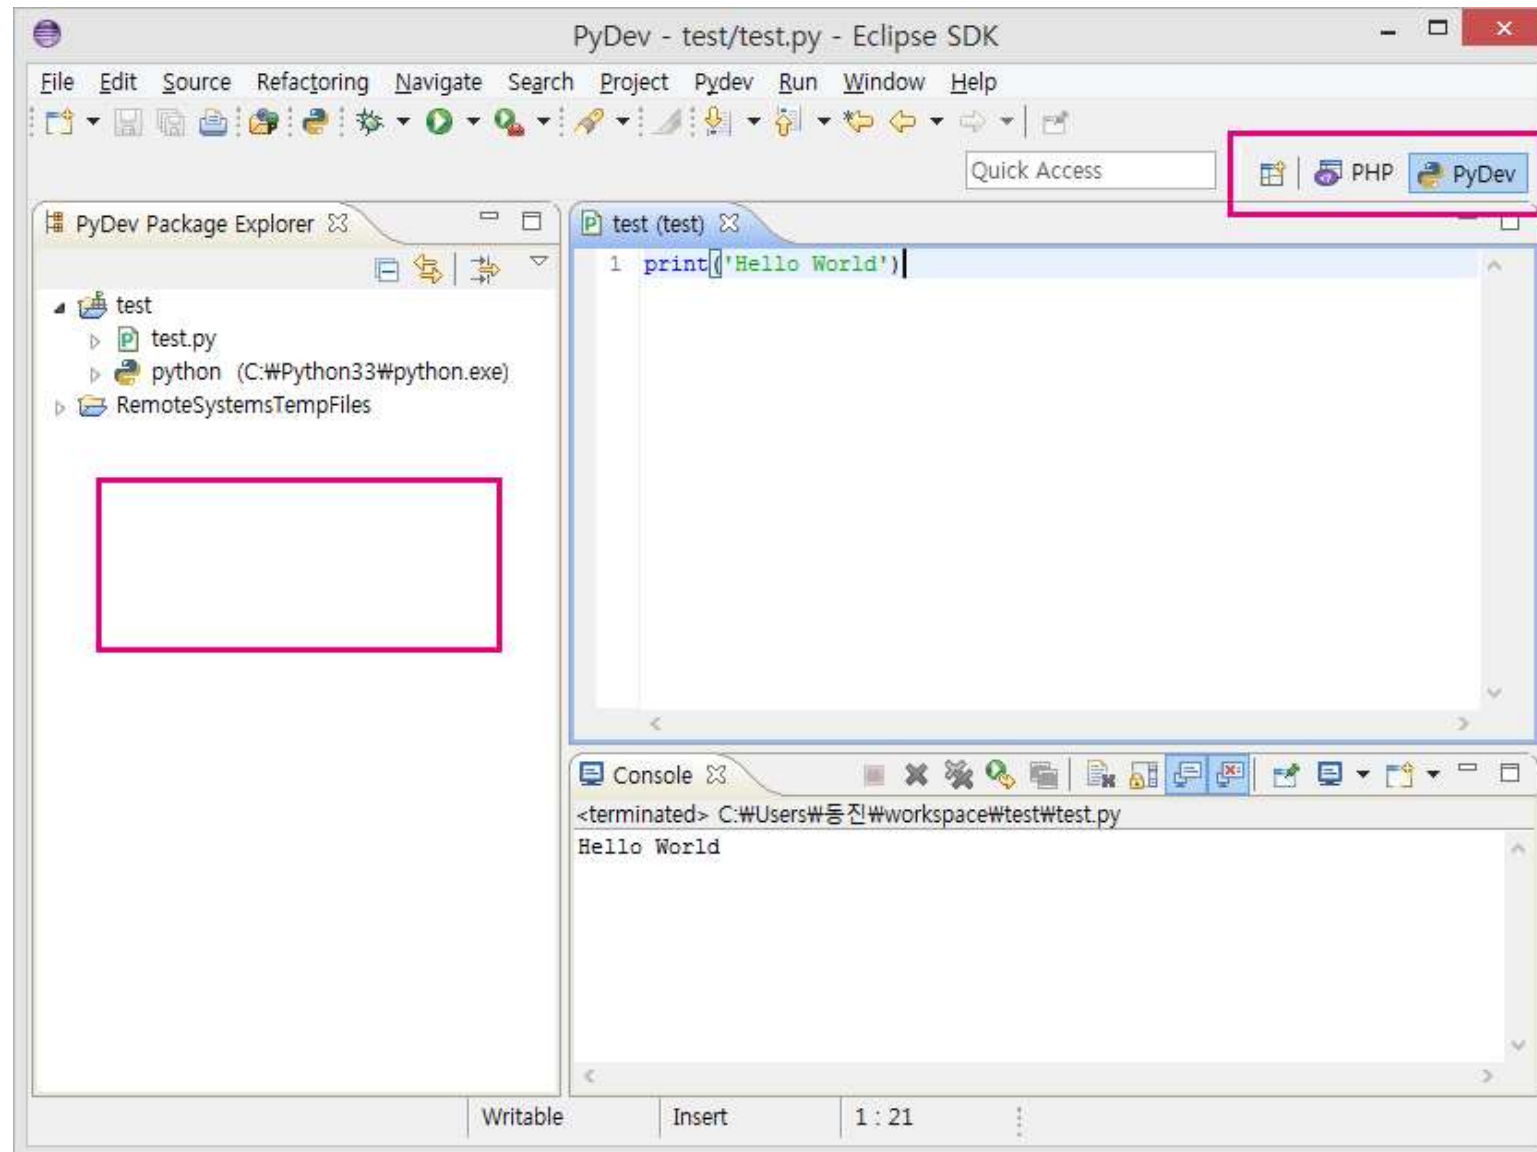 PyDev - test/test.py - Eclipse SDK
File Edit Source Refactoring Navigate Search Project Pydev Run Window Help
Quick Access
PHP PyDev
PyDev Package Explorer
test (test)
1 print('Hello World')
test
test.py
python (C:₩Python33₩python.exe)
RemoteSystemsTempFiles
Console
<terminated> C:₩Users₩동진₩workspace₩test₩test.py
Hello World
Writable Insert 1 : 21